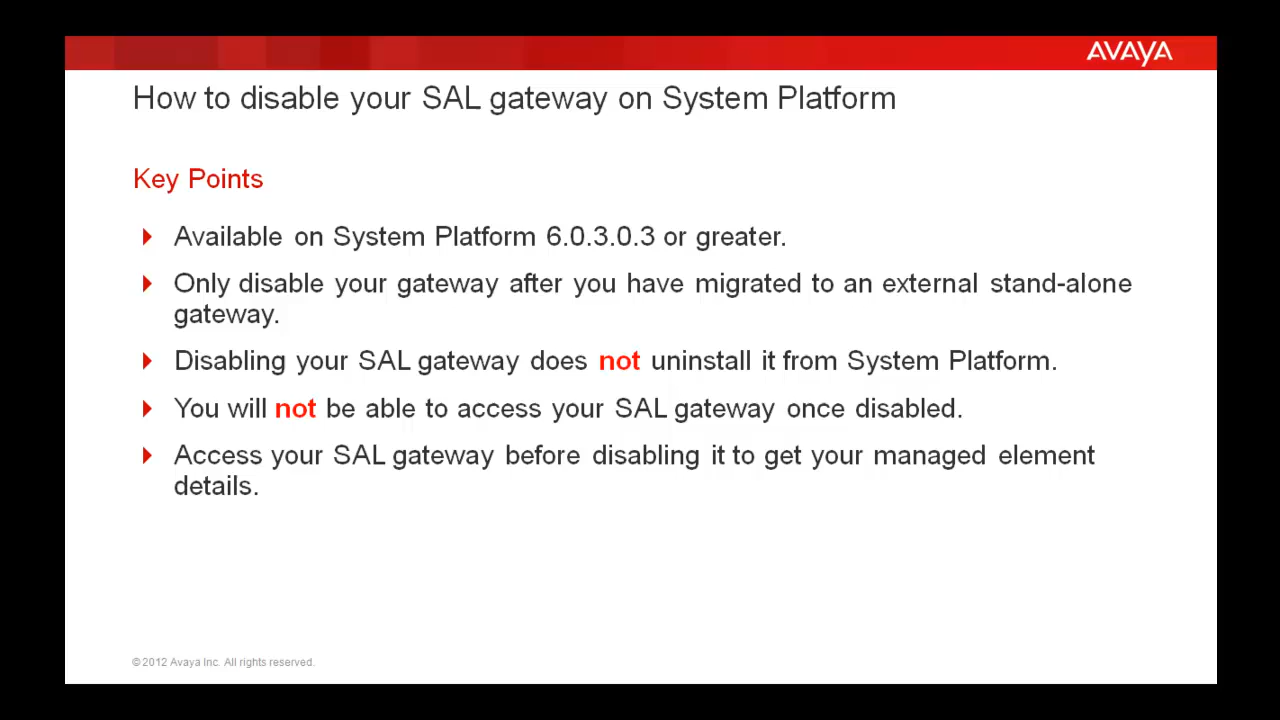 AVAYA
How to disable your SAL gateway on System Platform
Key Points
Available on System Platform 6.0.3.0.3 or greater.
Only disable your gateway after you have migrated to an external stand-alone
gateway.
Disabling your SAL gateway does not uninstall it from System Platform.
You will not be able to access your SAL gateway once disabled.
Access your SAL gateway before disabling it to get your managed element
details.
© 2012 Avaya Inc. All rights reserved.